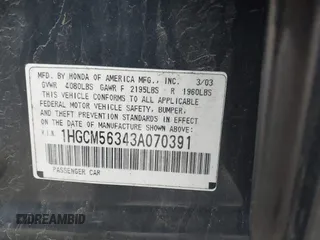 MFD. BY HONDA OF AMERICA MFG., INC. 3/03
GVWR 4080LBS GAWR F 2195LBS R 1960LBS
THIS VEHICLE CONFORMS TO ALL APPLICABLE
FEDERAL MOTOR VEHICLE SAFETY, BUMPER, AND
THEFT PREVENTION STANDARDS IN EFFECT ON THE
DATE OF MANUFACTURE SHOWN ABOVE.
V.I.N. 1HGCM56343A070391
PASSENGER CAR
IDREAMBID